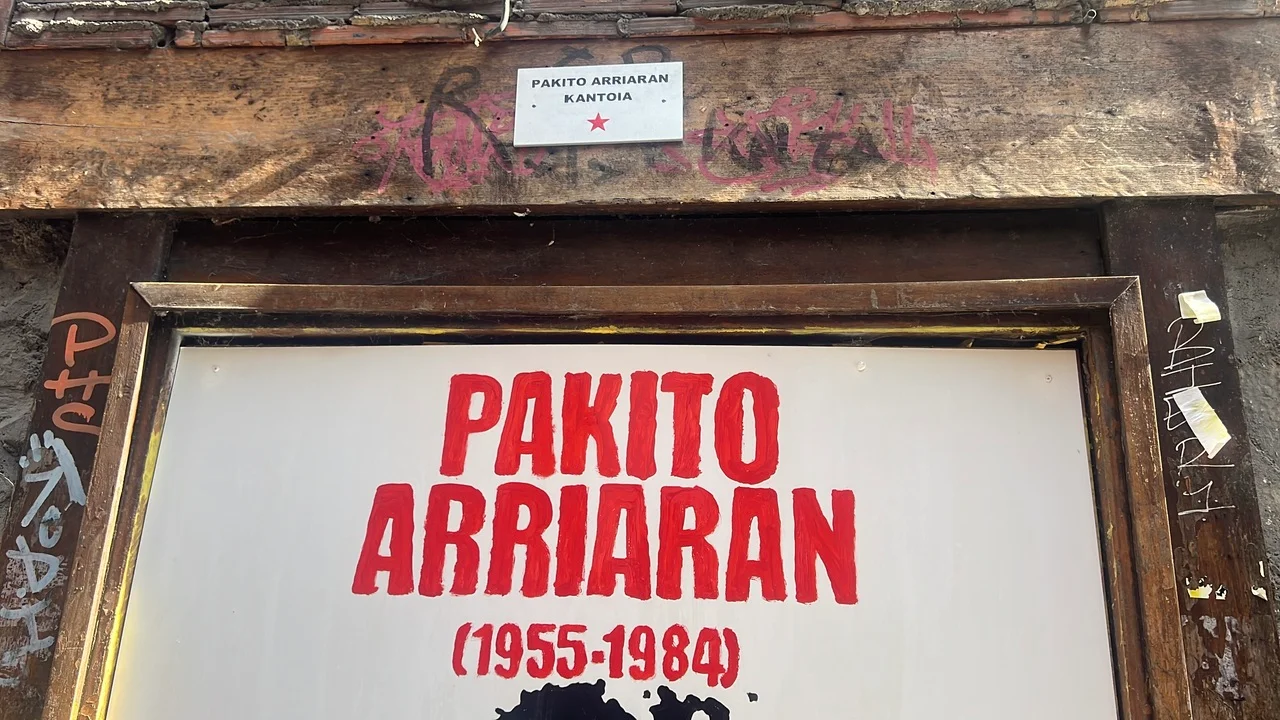 PAKITO ARRIARAN
KANTOIA
PAKITO
ARRIARAN
(1955-1984)